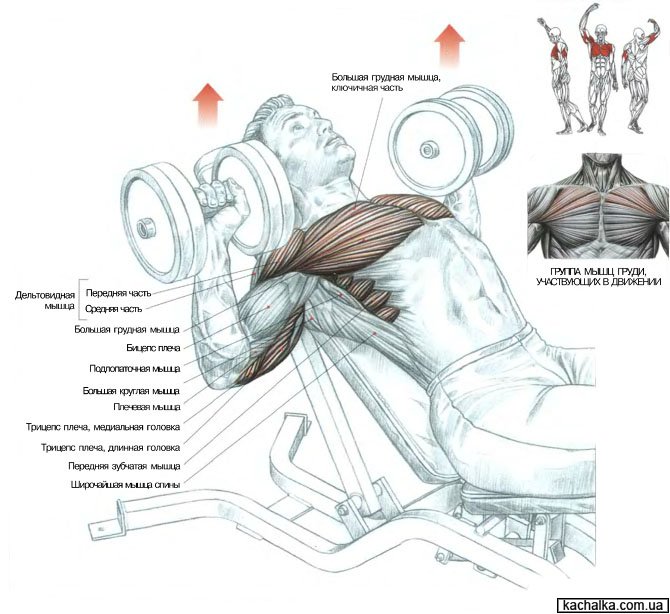 Большая грудная мышца,
ключичная часть
ГРУППА МЫШЦ ГРУДИ,
УЧАСТВУЮЩИХ В ДВИЖЕНИИ
Дельтовидная
мышца
Передняя часть
Средняя часть
Большая грудная мышца
Бицепс плеча
Подлопаточная мышца
Большая круглая мышца
Плечевая мышца
Трицепс плеча, медиальная головка
Трицепс плеча, длинная головка
Передняя зубчатая мышца
Широчайшая мышца спины
kachalka.com.ua